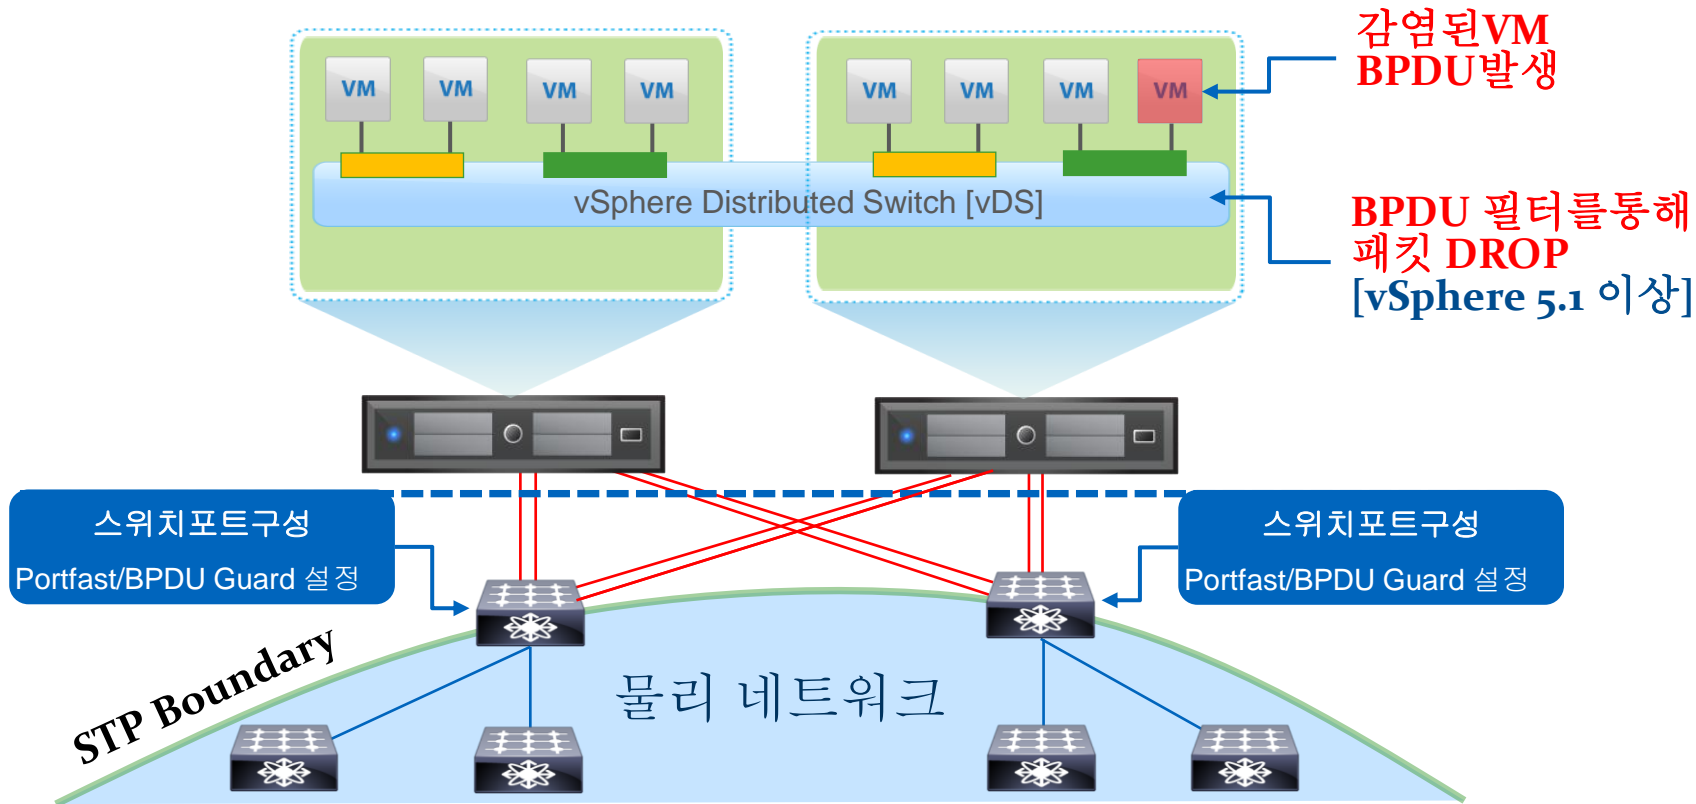 감염된VM
BPDU발생
VM VM VM VM
VM VM VM VM
vSphere Distributed Switch [vDS]
BPDU 필터를통해
패킷 DROP
[vSphere 5.1 이상]
스위치포트구성
Portfast/BPDU Guard 설정
스위치포트구성
Portfast/BPDU Guard 설정
STP Boundary
물리 네트워크